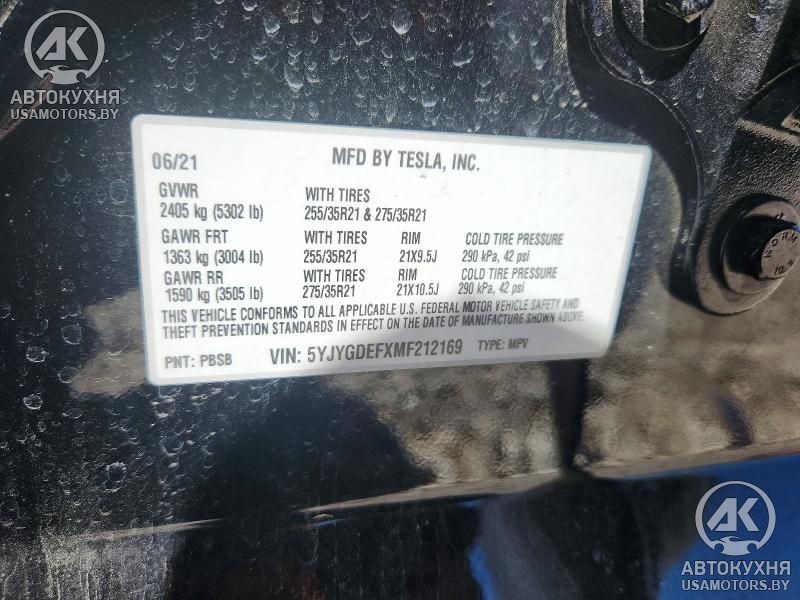 АК
АВТОКУХНЯ
USAMOTORS.BY
06/21 MFD BY TESLA, INC.
GVWR WITH TIRES
2405 kg (5302 lb) 255/35R21 & 275/35R21
GAWR FRT WITH TIRES RIM COLD TIRE PRESSURE
1363 kg (3004 lb) 255/35R21 21X9.5J 290 kPa, 42 psi
GAWR RR WITH TIRES RIM COLD TIRE PRESSURE
1590 kg (3505 lb) 275/35R21 21X10.5J 290 kPa, 42 psi
THIS VEHICLE CONFORMS TO ALL APPLICABLE U.S. FEDERAL MOTOR VEHICLE SAFETY AND
THEFT PREVENTION STANDARDS IN EFFECT ON THE DATE OF MANUFACTURE SHOWN ABOVE.
PNT: PBSB VIN: 5YJYGDEFXMF212169 TYPE: MPV
NORM
10.9
АК
АВТОКУХНЯ
USAMOTORS.BY